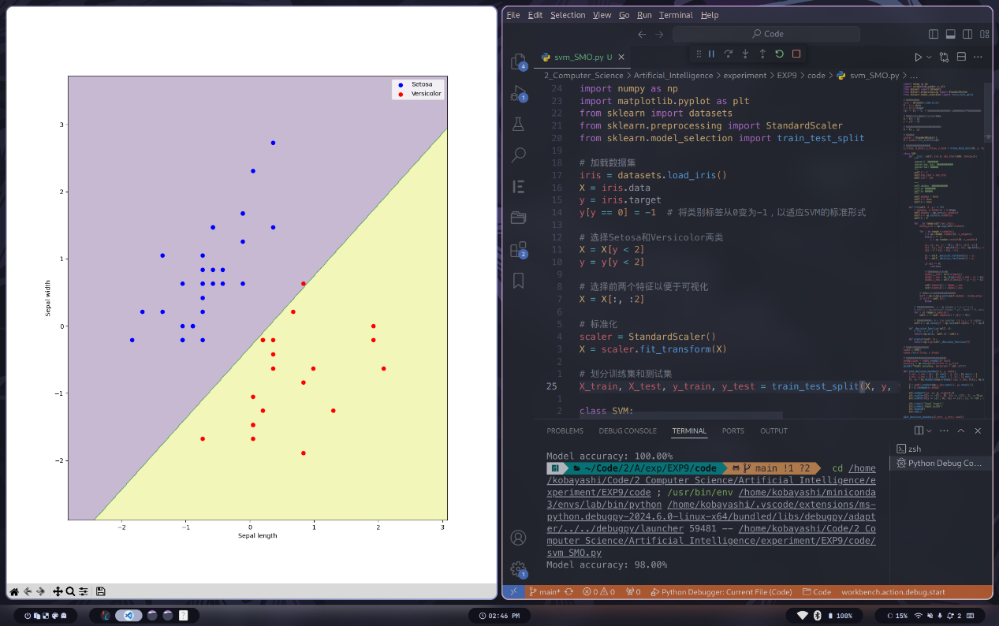 Setosa
Versicolor
3
2
1
0
−1
−2
Sepal width
−2
−1
0
1
2
3
Sepal length
File Edit Selection View Go Run Terminal Help
Code
4
svm_SMO.py U
2_Computer_Science > Artificial_Intelligence > experiment > EXP9 > code > svm_SMO.py > ...
1
2
24 import numpy as np
23 import matplotlib.pyplot as plt
22 from sklearn import datasets
21 from sklearn.preprocessing import StandardScaler
20 from sklearn.model_selection import train_test_split
19
18 # 加载数据集
17 iris = datasets.load_iris()
16 X = iris.data
15 y = iris.target
14 y[y == 0] = -1 # 将类别标签从0变为-1，以适应SVM的标准形式
13
12 # 选择Setosa和Versicolor两类
11 X = X[y < 2]
10 y = y[y < 2]
9
8 # 选择前两个特征以便于可视化
7 X = X[:, :2]
6
5 # 标准化
4 scaler = StandardScaler()
3 X = scaler.fit_transform(X)
2
1 # 划分训练集和测试集
25 X_train, X_test, y_train, y_test = train_test_split(X, y,
1
2 class SVM:
PROBLEMS DEBUG CONSOLE TERMINAL PORTS OUTPUT
zsh
Python Debug Co...
Model accuracy: 100.00%
~/Code/2/A/exp/EXP9/code main !1 ?2 cd /home
/kobayashi/Code/2_Computer_Science/Artificial_Intelligence/e
xperiment/EXP9/code ; /usr/bin/env /home/kobayashi/miniconda
3/envs/lab/bin/python /home/kobayashi/.vscode/extensions/ms-
python.debugpy-2024.6.0-linux-x64/bundled/libs/debugpy/adapt
er/../../debugpy/launcher 59481 -- /home/kobayashi/Code/2_Co
mputer_Science/Artificial_Intelligence/experiment/EXP9/code/
svm_SMO.py
Model accuracy: 98.00%
1
main* 0 0 0 Python Debugger: Current File (Code) Code workbench.action.debug.start
02:46 PM
100%
15%
2